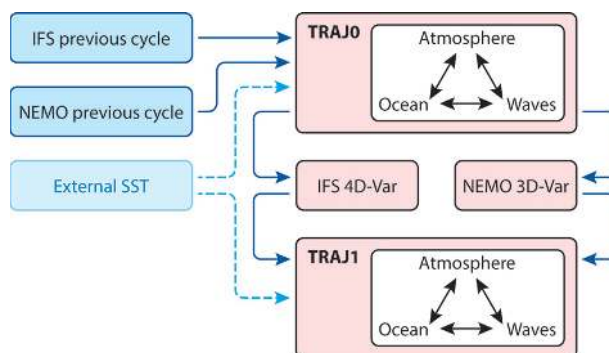 IFS previous cycle
NEMO previous cycle
External SST
TRAJ0
Atmosphere
Ocean
Waves
IFS 4D-Var
NEMO 3D-Var
TRAJ1
Atmosphere
Ocean
Waves